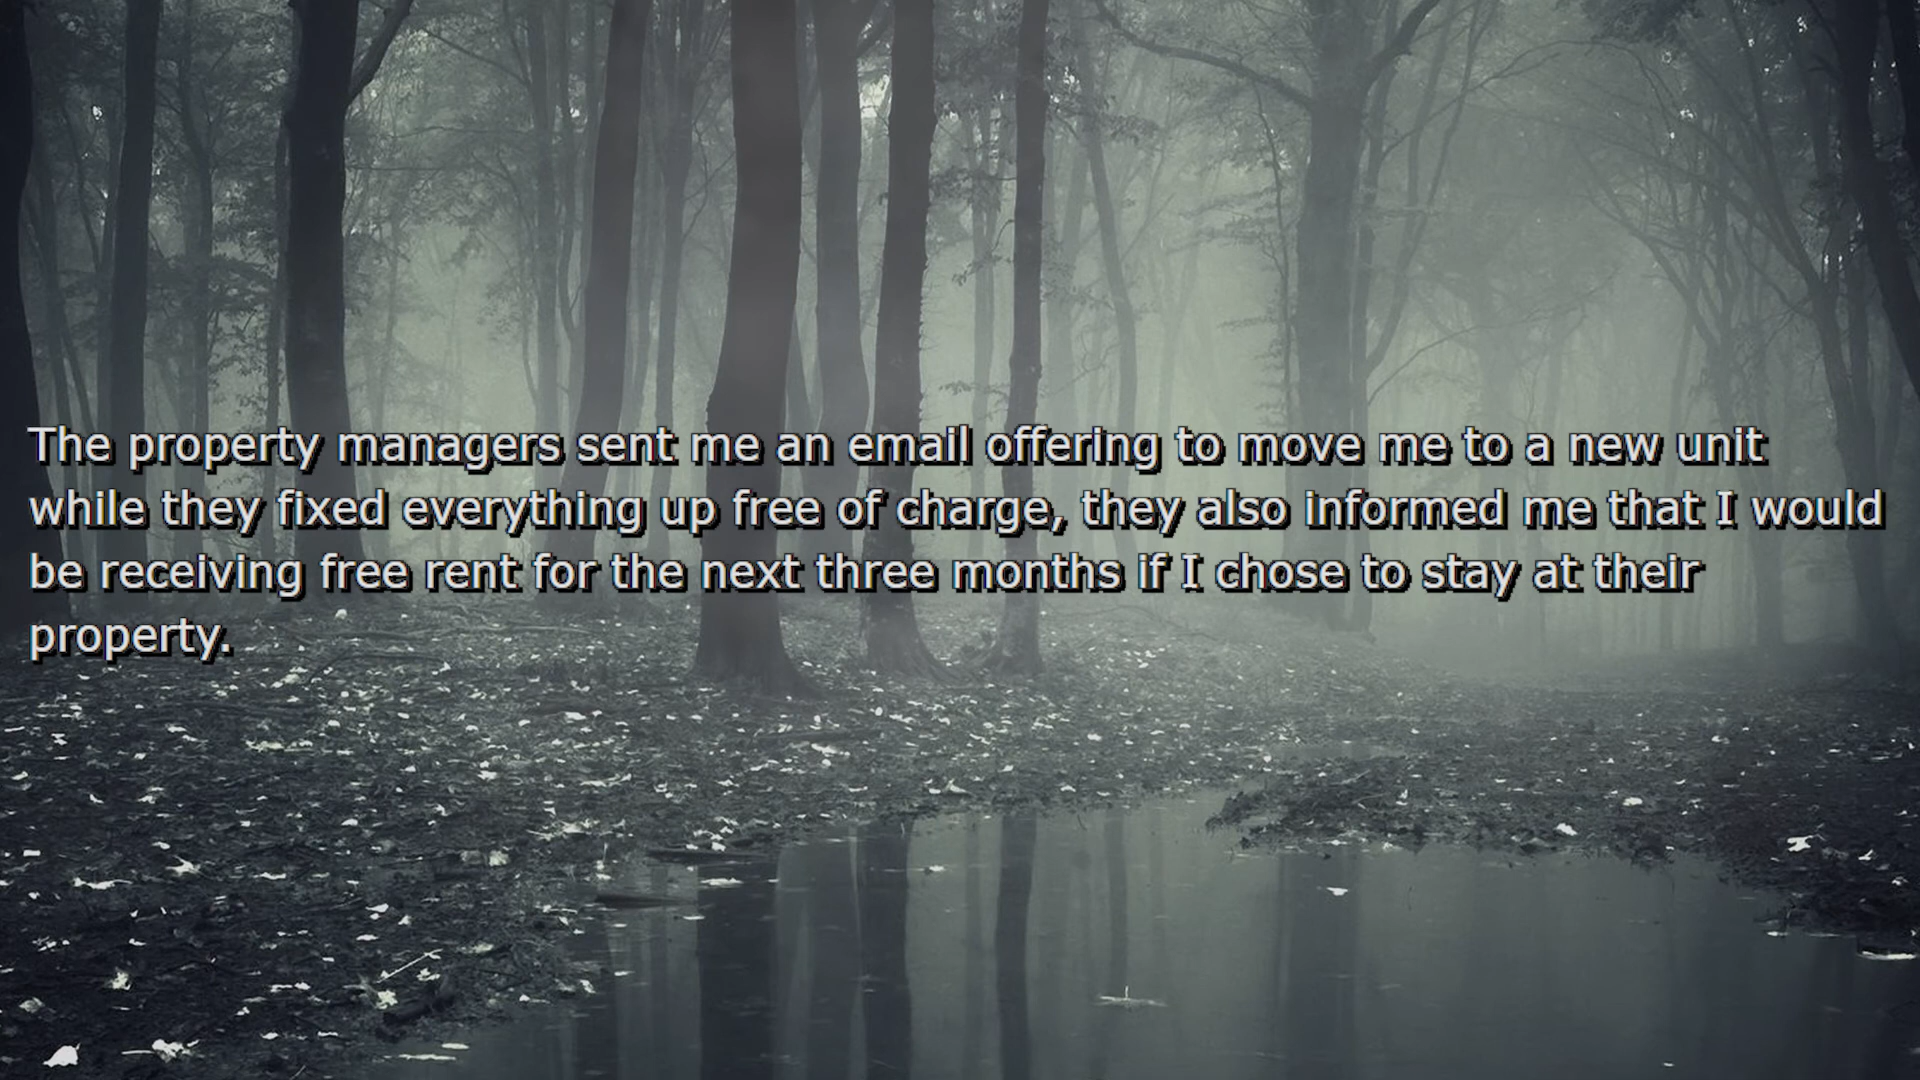 The property managers sent me an email offering to move me to a new unit
while they fixed everything up free of charge, they also informed me that I would
be receiving free rent for the next three months if I chose to stay at their
property.